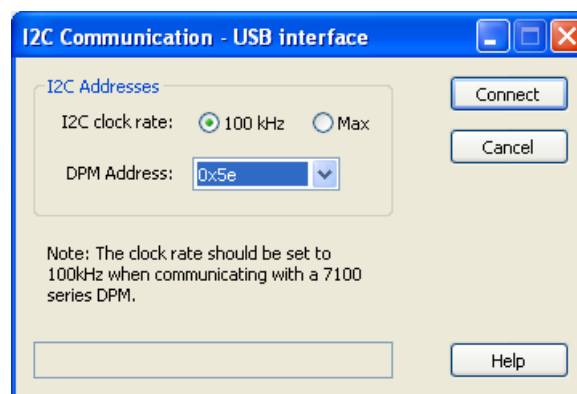 I2C Communication - USB interface
I2C Addresses
I2C clock rate: 100 kHz Max
DPM Address: 0x5e
Connect
Cancel
Note: The clock rate should be set to
100kHz when communicating with a 7100
series DPM.
Help